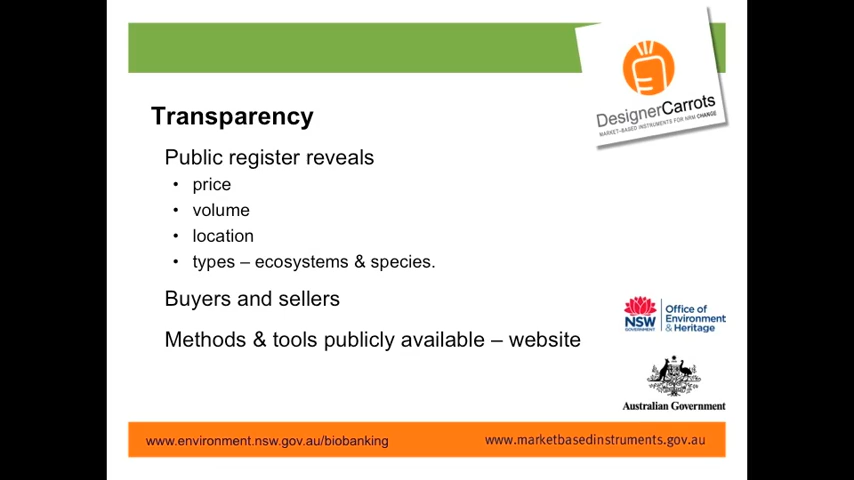 DesignerCarrots
MARKET-BASED INSTRUMENTS FOR NRM CHANGE
Transparency
Public register reveals
• price
• volume
• location
• types – ecosystems & species.
Buyers and sellers
Methods & tools publicly available – website
NSW
GOVERNMENT
Office of
Environment
& Heritage
Australian Government
www.environment.nsw.gov.au/biobanking
www.marketbasedinstruments.gov.au